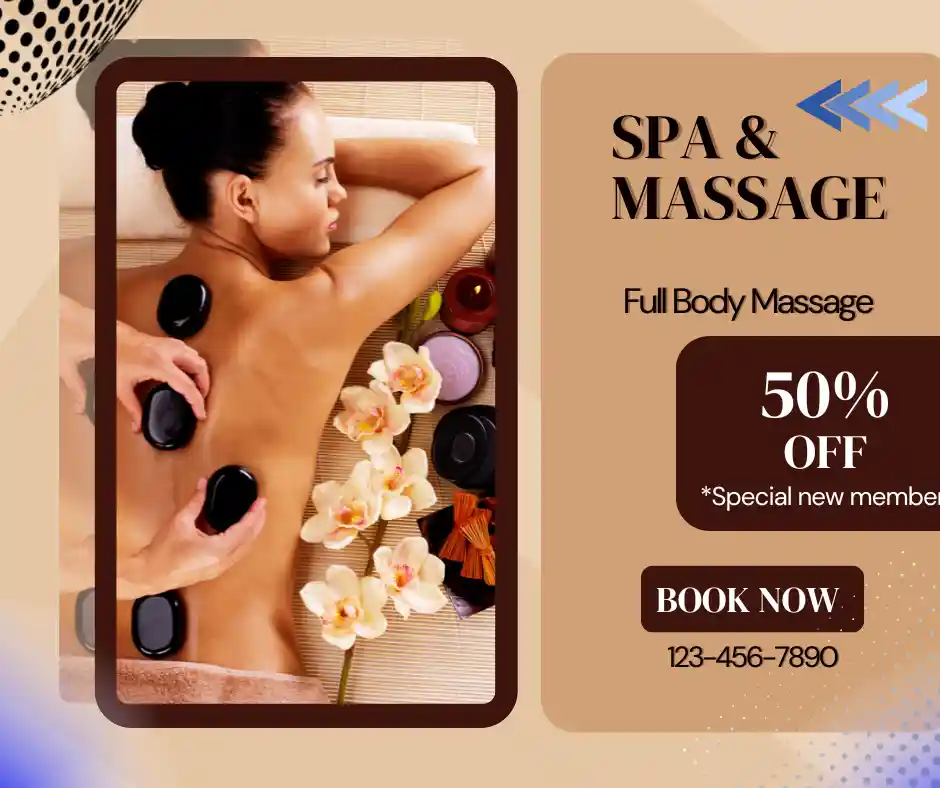 SPA &
MASSAGE
Full Body Massage
50%
OFF
*Special new member
BOOK NOW
123-456-7890